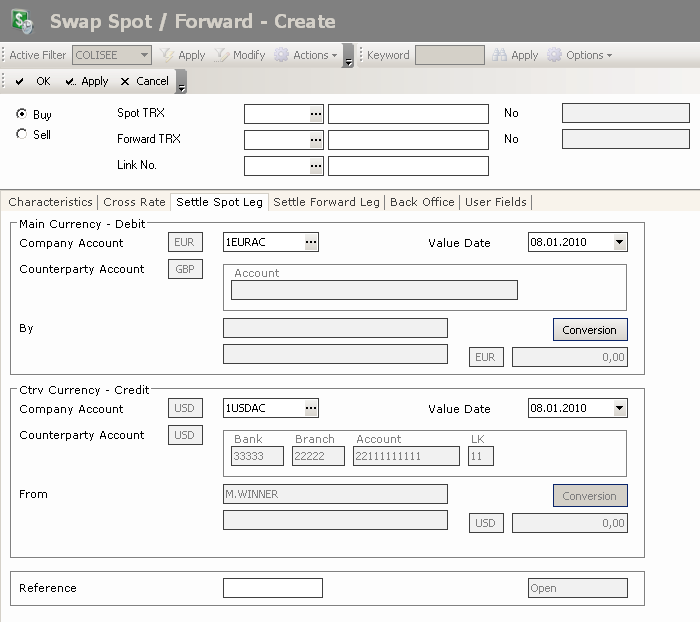 Swap Spot / Forward - Create
Active Filter COLISEE Apply Modify Actions Keyword Apply Options
OK Apply Cancel
Buy Spot TRX ... No
Sell Forward TRX ... No
Link No. ...
Characteristics Cross Rate Settle Spot Leg Settle Forward Leg Back Office User Fields
Main Currency - Debit
Company Account EUR 1EURAC ... Value Date 08.01.2010
Counterparty Account GBP Account
By Conversion
EUR 0,00
Ctrv Currency - Credit
Company Account USD 1USDAC ... Value Date 08.01.2010
Counterparty Account USD Bank Branch Account LK
33333 22222 22111111111 11
From M.WINNER Conversion
USD 0,00
Reference Open